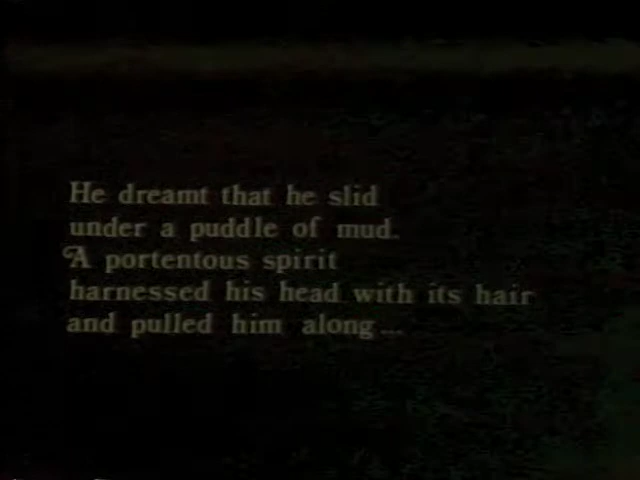 He dreamt that he slid
under a puddle of mud.
A portentous spirit
harnessed his head with its hair
and pulled him along...